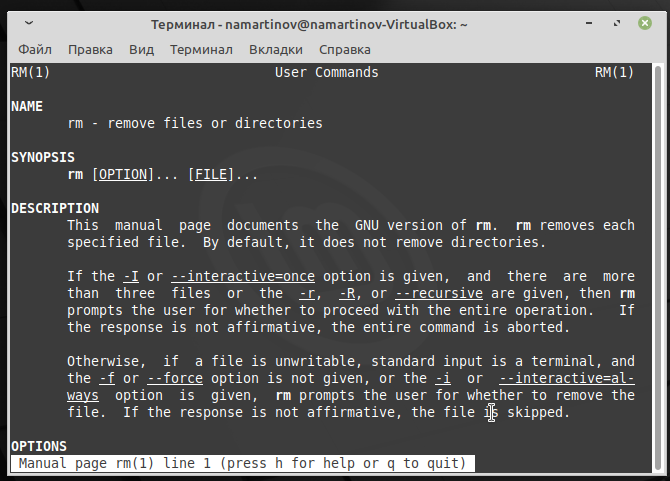 Терминал - namartinov@namartinov-VirtualBox: ~
Файл Правка Вид Терминал Вкладки Справка
RM(1) User Commands RM(1)
NAME
rm - remove files or directories
SYNOPSIS
rm [OPTION]... [FILE]...
DESCRIPTION
This manual page documents the GNU version of rm. rm removes each
specified file. By default, it does not remove directories.
If the -I or --interactive=once option is given, and there are more
than three files or the -r, -R, or --recursive are given, then rm
prompts the user for whether to proceed with the entire operation. If
the response is not affirmative, the entire command is aborted.
Otherwise, if a file is unwritable, standard input is a terminal, and
the -f or --force option is not given, or the -i or --interactive=al-
ways option is given, rm prompts the user for whether to remove the
file. If the response is not affirmative, the file is skipped.
OPTIONS
Manual page rm(1) line 1 (press h for help or q to quit)